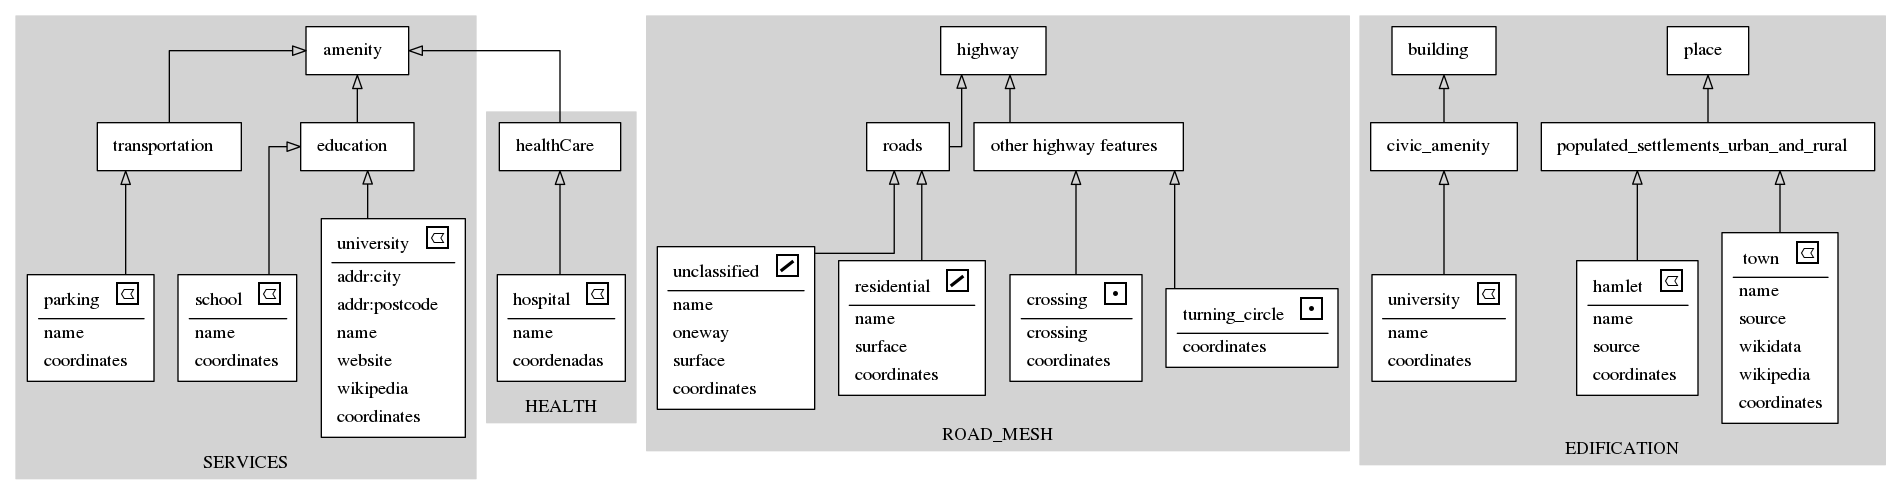 amenity
transportation
education
parking
name
coordinates
school
name
coordinates
university
addr:city
addr:postcode
name
website
wikipedia
coordinates
SERVICES
healthCare
hospital
name
coordenadas
HEALTH
highway
roads
other highway features
unclassified
name
oneway
surface
coordinates
residential
name
surface
coordinates
crossing
crossing
coordinates
turning_circle
coordinates
ROAD_MESH
building
place
civic_amenity
populated_settlements_urban_and_rural
university
name
coordinates
hamlet
name
source
coordinates
town
name
source
wikidata
wikipedia
coordinates
EDIFICATION